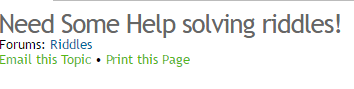 Need Some Help solving riddles!
Forums: Riddles
Email this Topic • Print this Page